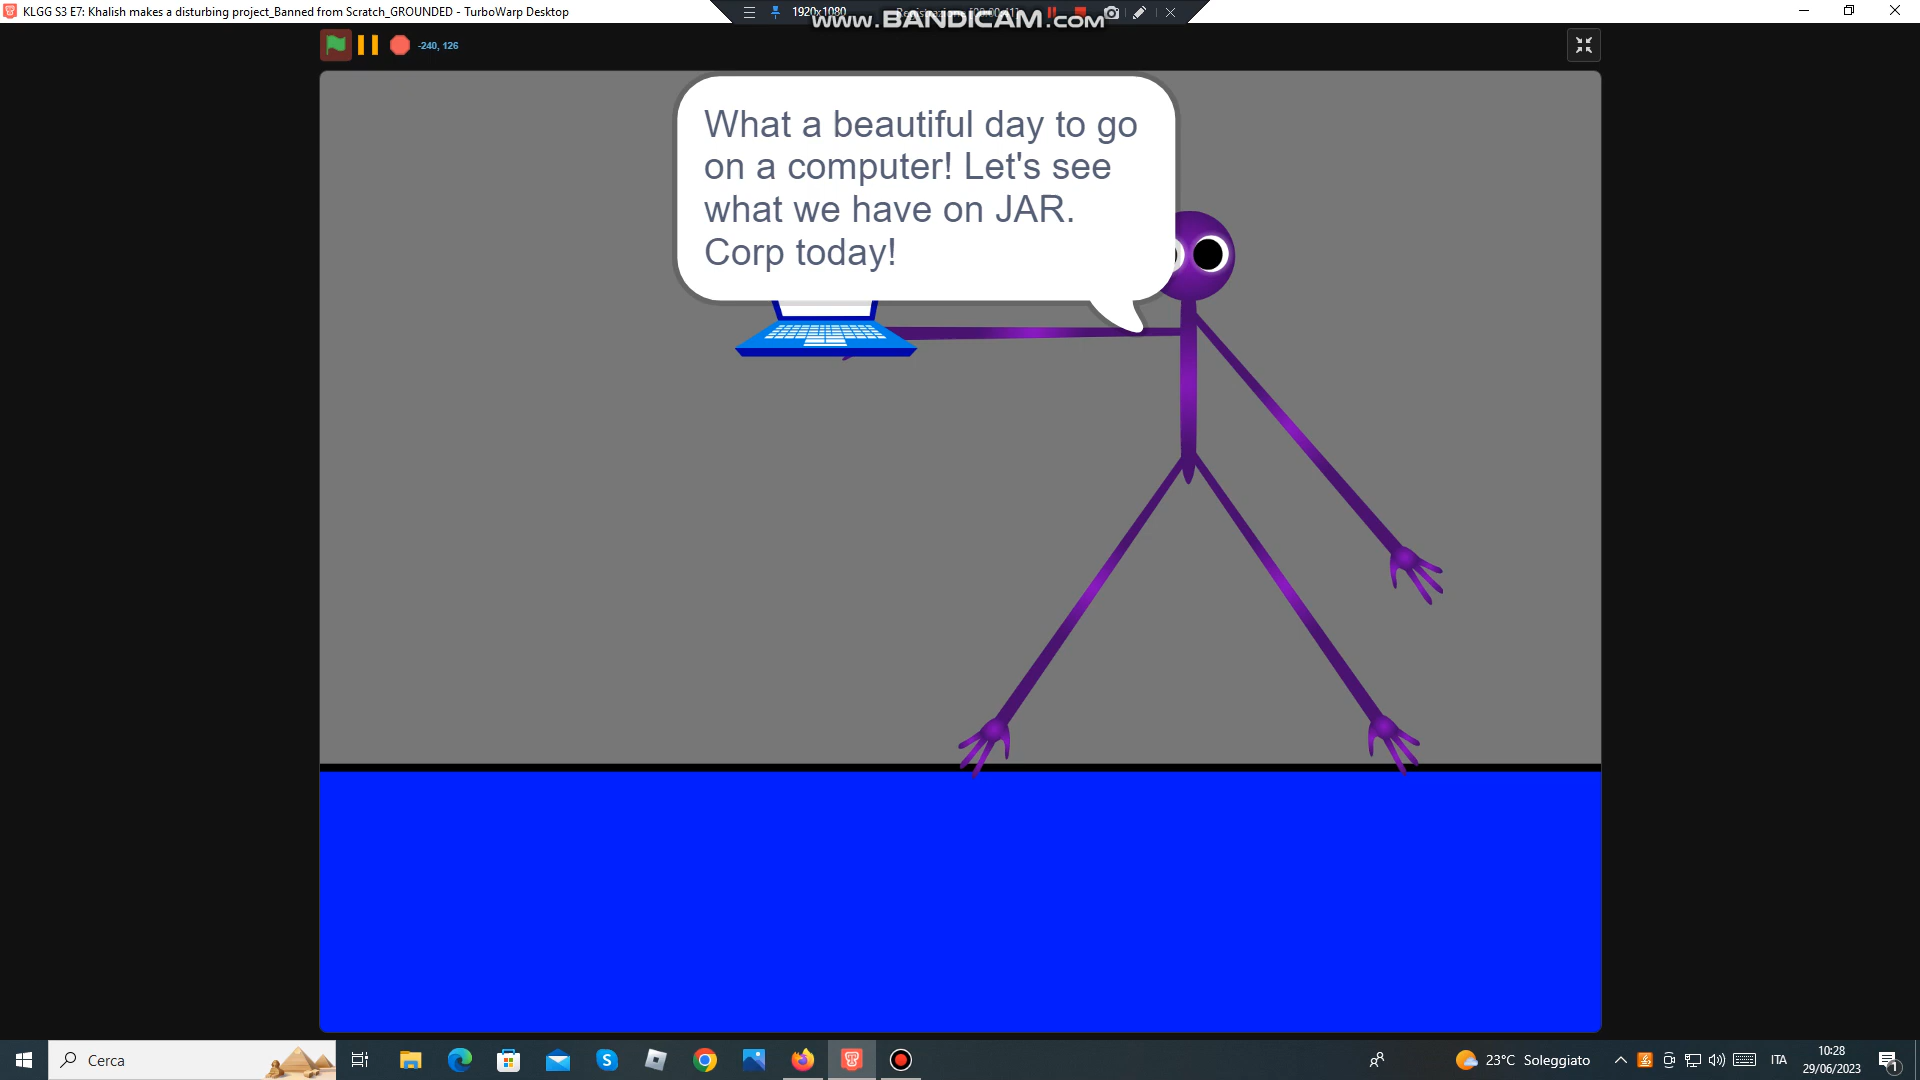 KLGG S3 E7: Khalish makes a disturbing project_Banned from Scratch_GROUNDED - TurboWarp Desktop
1920x1080
www.BANDICAM.com
-240, 126
What a beautiful day to go
on a computer! Let's see
what we have on JAR.
Corp today!
Cerca
23°C Soleggiato
ITA
10:28
29/06/2023
1